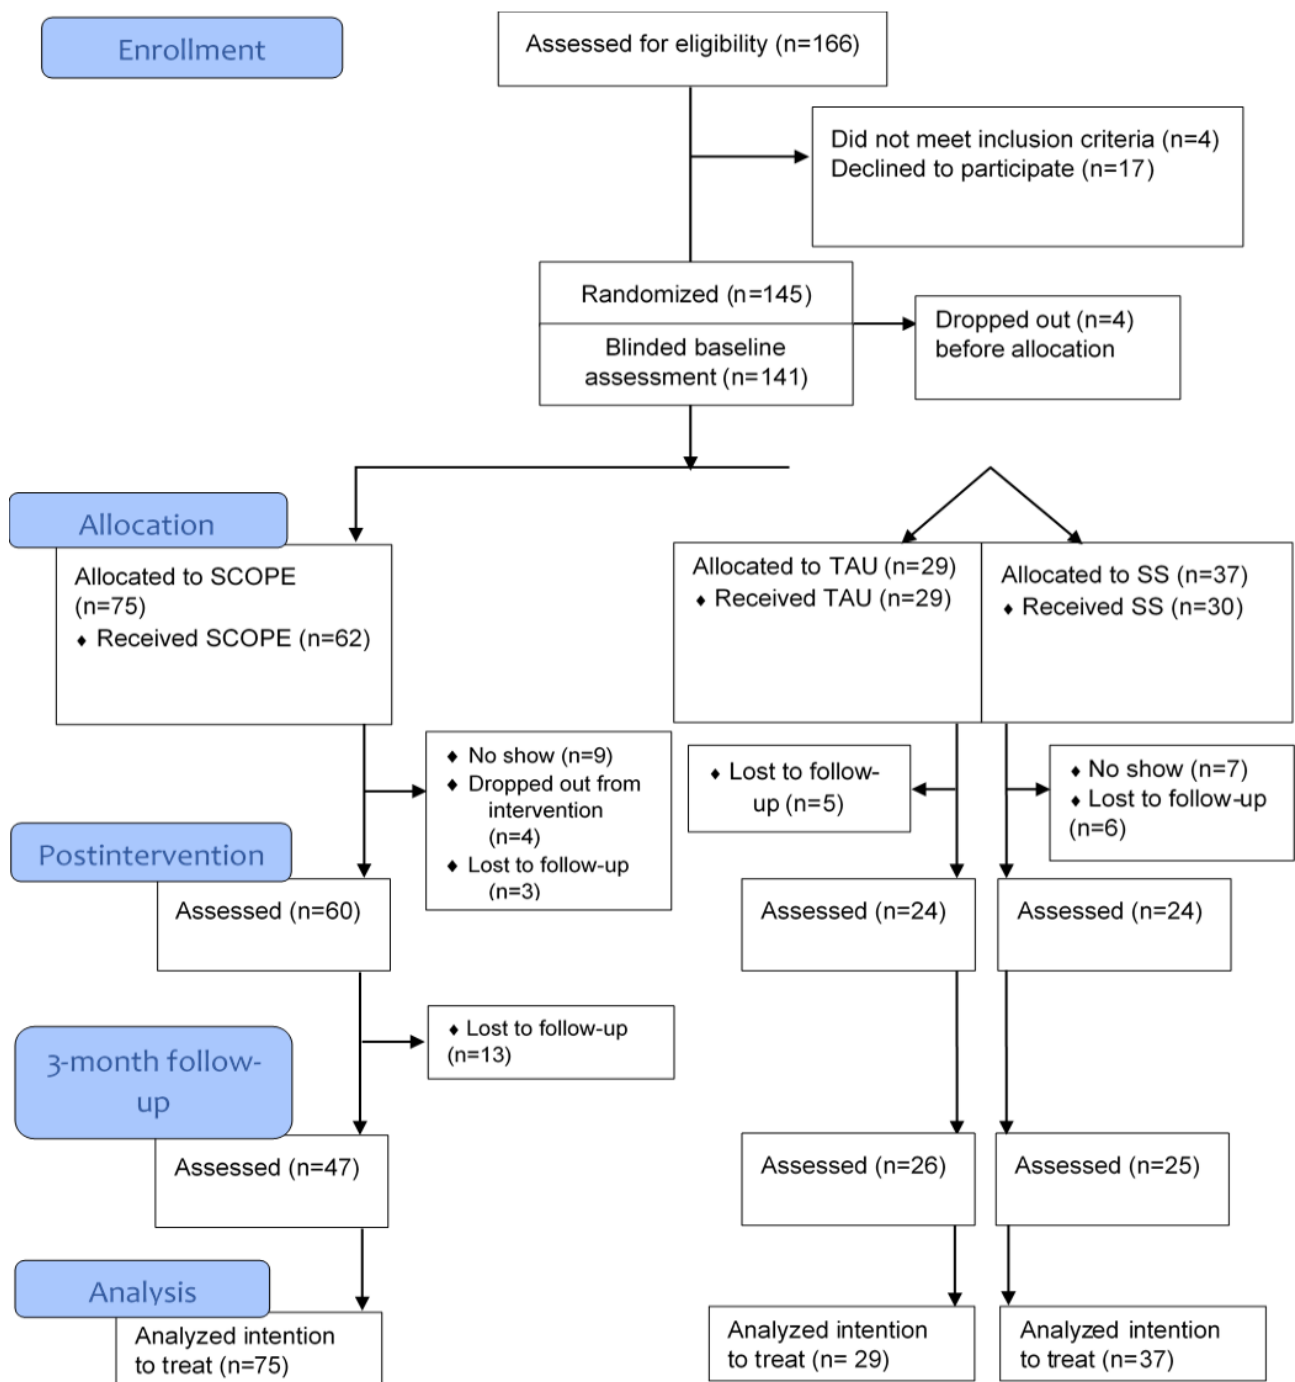 Enrollment
Assessed for eligibility (n=166)
Did not meet inclusion criteria (n=4)
Declined to participate (n=17)
Randomized (n=145)
Blinded baseline
assessment (n=141)
Dropped out (n=4)
before allocation
Allocation
Allocated to SCOPE
(n=75)
♦ Received SCOPE (n=62)
Allocated to TAU (n=29)
♦ Received TAU (n=29)
Allocated to SS (n=37)
♦ Received SS (n=30)
♦ No show (n=9)
♦ Dropped out from
intervention
(n=4)
♦ Lost to follow-up
(n=3)
♦ Lost to follow-
up (n=5)
♦ No show (n=7)
♦ Lost to follow-up
(n=6)
Postintervention
Assessed (n=60)
Assessed (n=24)
Assessed (n=24)
♦ Lost to follow-up
(n=13)
3-month follow-
up
Assessed (n=47)
Assessed (n=26)
Assessed (n=25)
Analysis
Analyzed intention
to treat (n=75)
Analyzed intention
to treat (n= 29)
Analyzed intention
to treat (n=37)